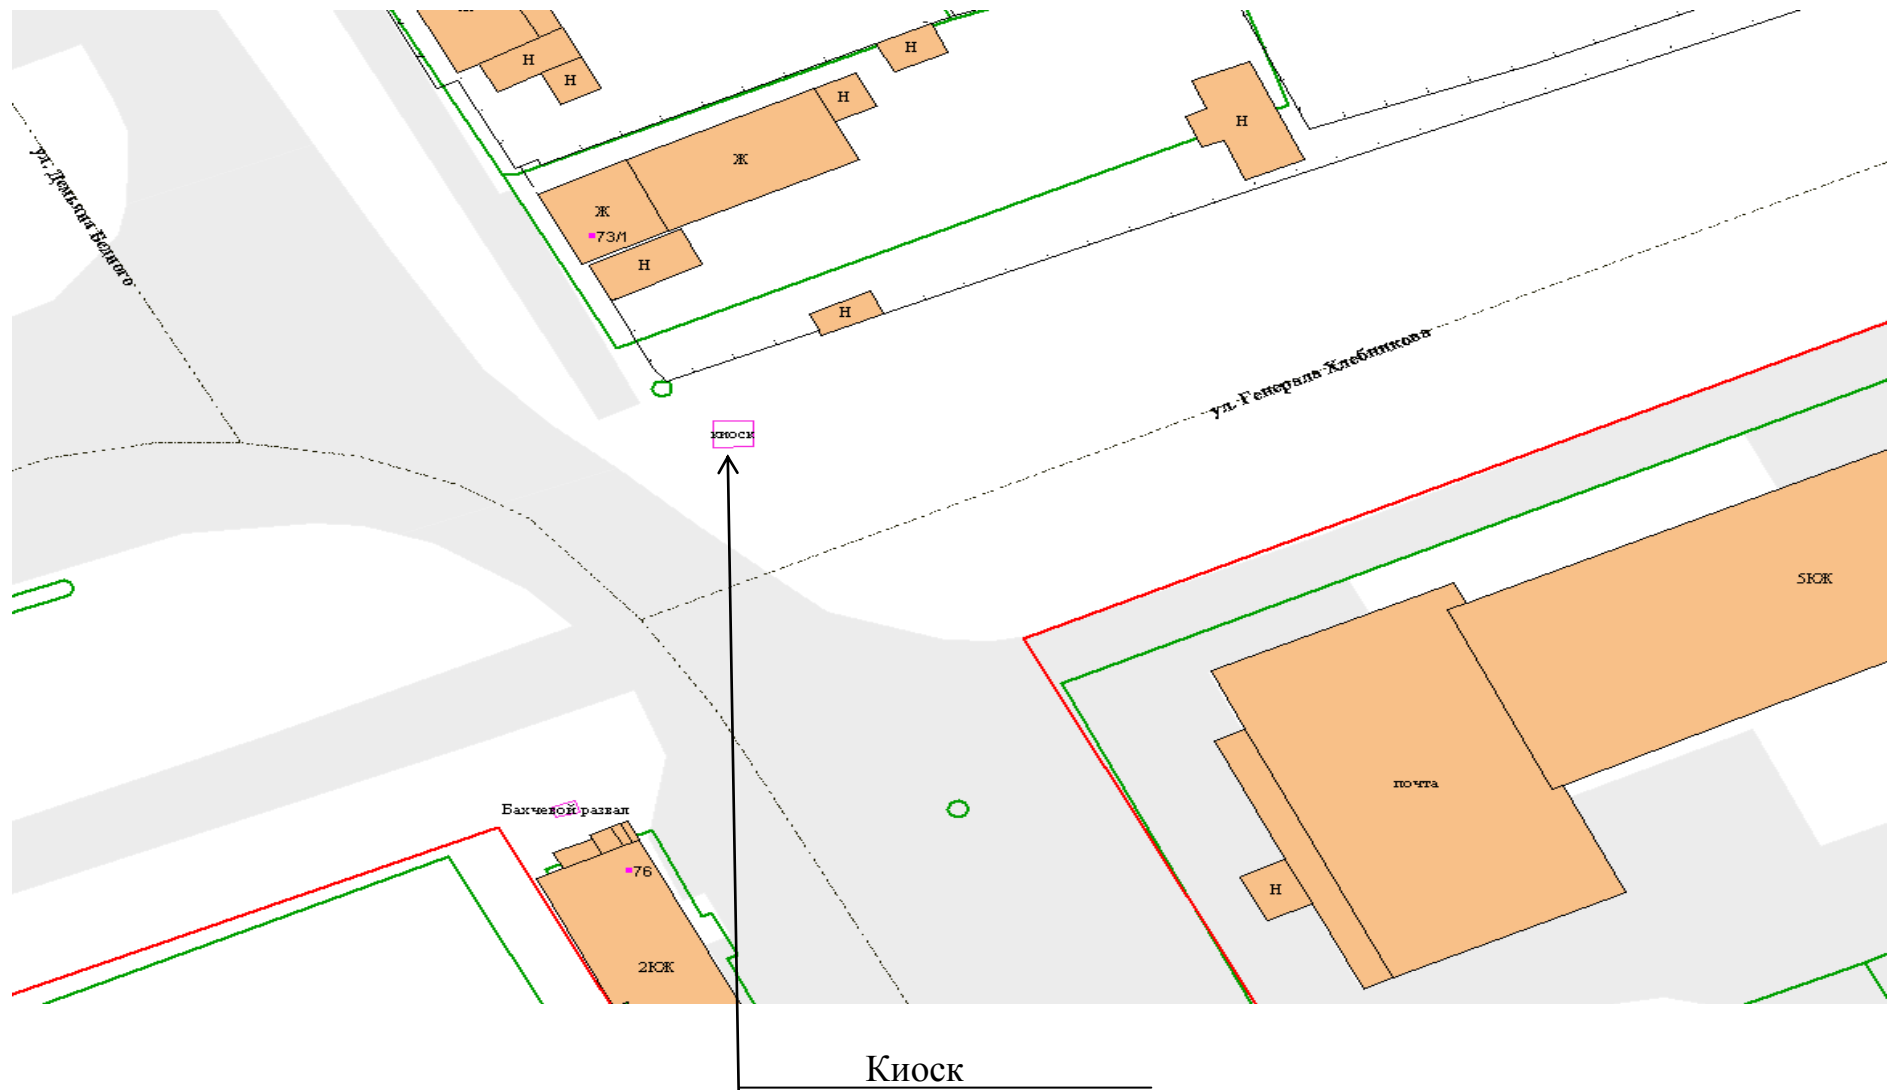 Н
Н
Н
Н
Н
Ж
Ж
73/1
Н
Н
ул. Демьяна Бедного
ул. Генерала Хлебникова
киоск
5КЖ
почта
Бахчевой развал
76
Н
2КЖ
Киоск